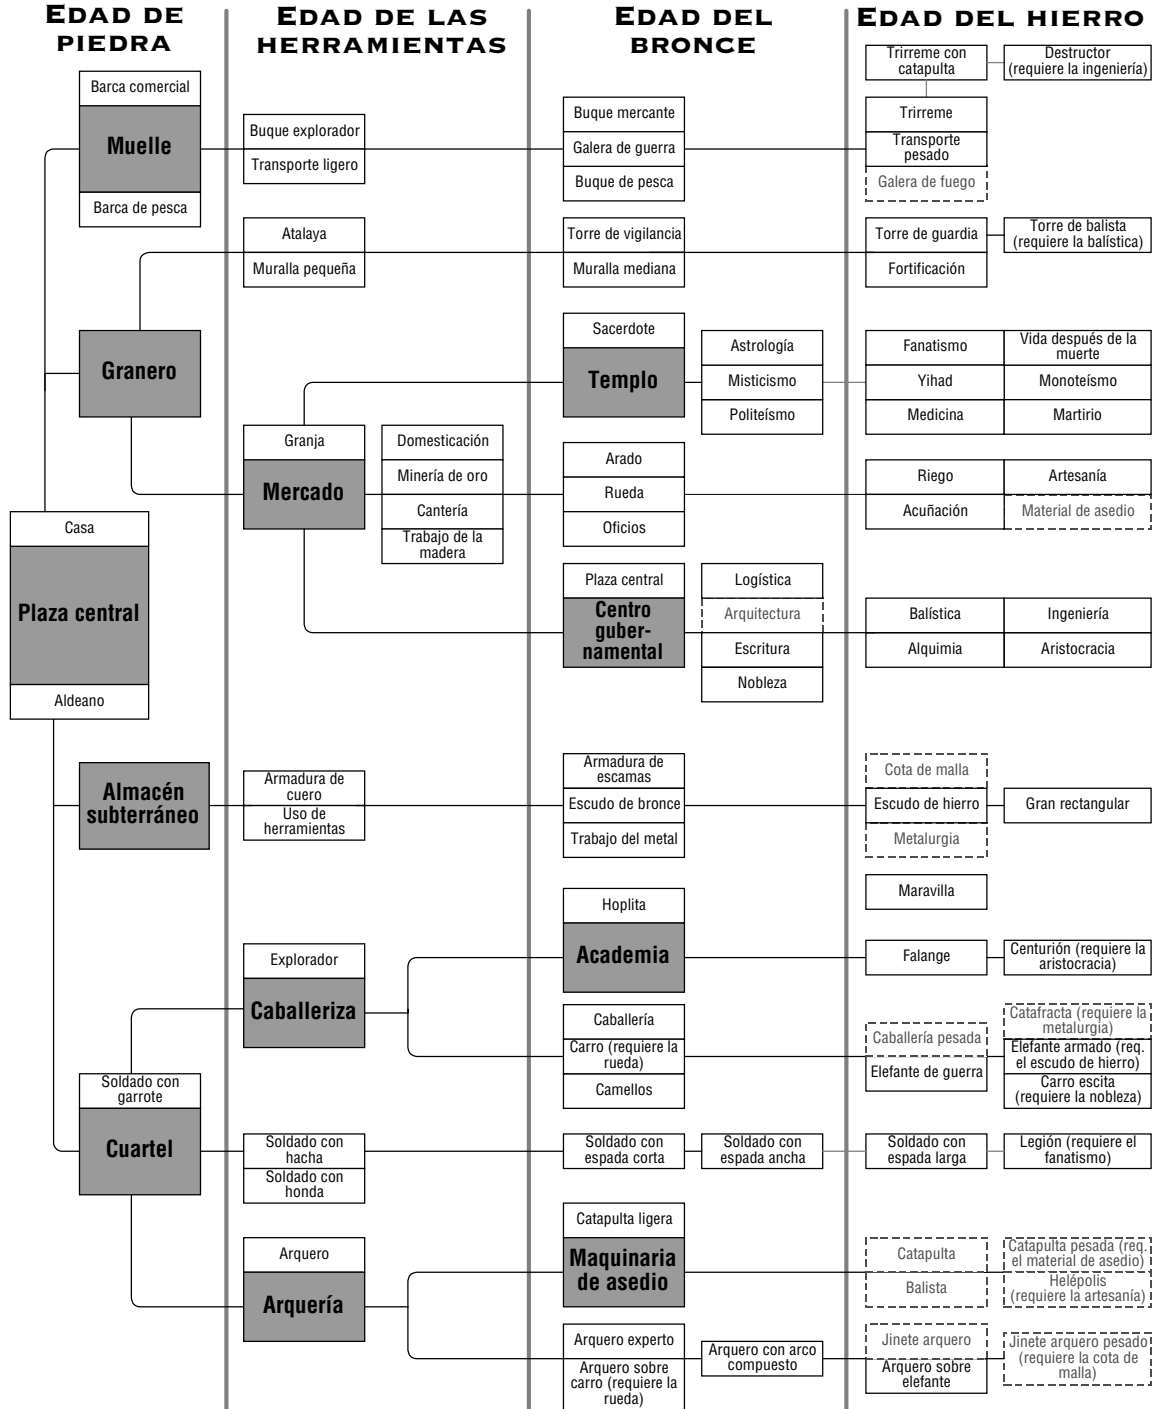 EDAD DE
PIEDRA
EDAD DE LAS
HERRAMIENTAS
EDAD DEL
BRONCE
EDAD DEL HIERRO
Trirreme con
catapulta
Destructor
(requiere la ingeniería)
Barca comercial
Muelle
Barca de pesca
Buque explorador
Transporte ligero
Buque mercante
Galera de guerra
Buque de pesca
Trirreme
Transporte
pesado
Galera de fuego
Atalaya
Muralla pequeña
Torre de vigilancia
Muralla mediana
Torre de guardia
Fortificación
Torre de balista
(requiere la balística)
Granero
Sacerdote
Templo
Astrología
Misticismo
Politeísmo
Fanatismo
Yihad
Medicina
Vida después de la
muerte
Monoteísmo
Martirio
Granja
Mercado
Domesticación
Minería de oro
Cantería
Trabajo de la
madera
Arado
Rueda
Oficios
Riego
Acuñación
Artesanía
Material de asedio
Casa
Plaza central
Aldeano
Plaza central
Centro
guber-
namental
Logística
Arquitectura
Escritura
Nobleza
Balística
Alquimia
Ingeniería
Aristocracia
Almacén
subterráneo
Armadura de
cuero
Uso de
herramientas
Armadura de
escamas
Escudo de bronce
Trabajo del metal
Cota de malla
Escudo de hierro
Metalurgia
Gran rectangular
Maravilla
Hoplita
Academia
Falange
Centurión (requiere la
aristocracia)
Explorador
Caballeriza
Caballería
Carro (requiere la
rueda)
Camellos
Caballería pesada
Elefante de guerra
Catafracta (requiere la
metalurgia)
Elefante armado (req.
el escudo de hierro)
Carro escita
(requiere la nobleza)
Soldado con
garrote
Cuartel
Soldado con
hacha
Soldado con
honda
Soldado con
espada corta
Soldado con
espada ancha
Soldado con
espada larga
Legión (requiere el
fanatismo)
Catapulta ligera
Maquinaria
de asedio
Catapulta
Balista
Catapulta pesada (req.
el material de asedio)
Helépolis
(requiere la artesanía)
Arquero
Arquería
Arquero experto
Arquero sobre
carro (requiere la
rueda)
Arquero con arco
compuesto
Jinete arquero
Arquero sobre
elefante
Jinete arquero pesado
(requiere la cota de
malla)